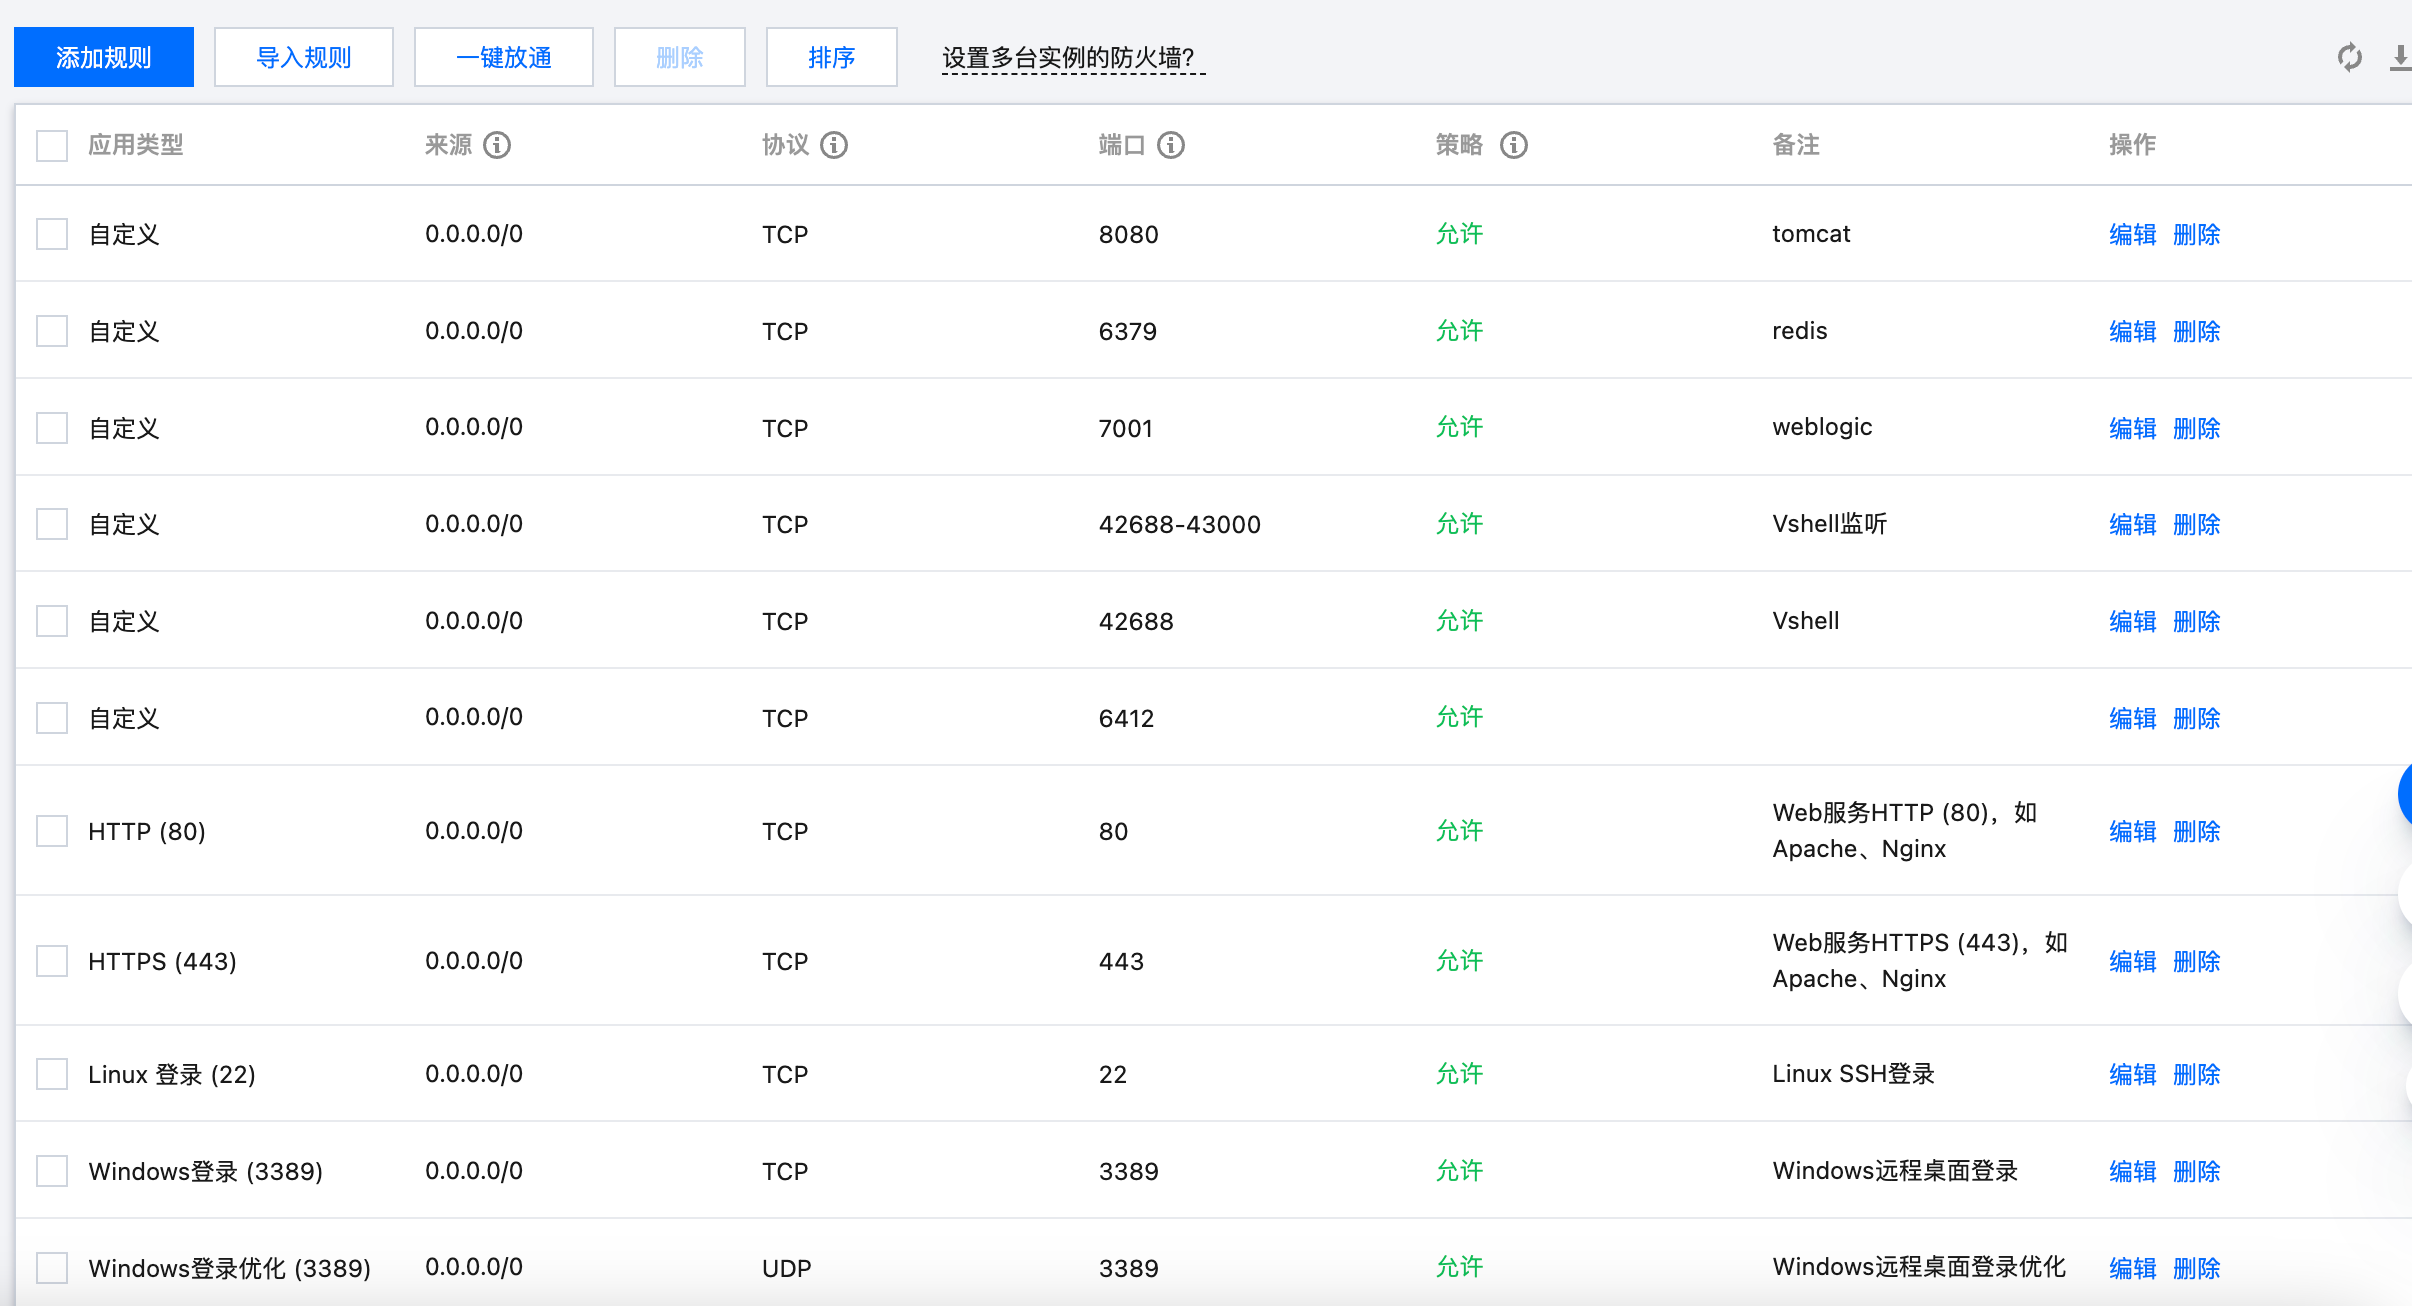 添加规则 导入规则 一键放通 删除 排序 设置多台实例的防火墙?
应用类型 来源 协议 端口 策略 备注 操作
自定义 0.0.0.0/0 TCP 8080 允许 tomcat 编辑 删除
自定义 0.0.0.0/0 TCP 6379 允许 redis 编辑 删除
自定义 0.0.0.0/0 TCP 7001 允许 weblogic 编辑 删除
自定义 0.0.0.0/0 TCP 42688-43000 允许 Vshell监听 编辑 删除
自定义 0.0.0.0/0 TCP 42688 允许 Vshell 编辑 删除
自定义 0.0.0.0/0 TCP 6412 允许 编辑 删除
HTTP (80) 0.0.0.0/0 TCP 80 允许 Web服务HTTP (80)，如
Apache、Nginx 编辑 删除
HTTPS (443) 0.0.0.0/0 TCP 443 允许 Web服务HTTPS (443)，如
Apache、Nginx 编辑 删除
Linux 登录 (22) 0.0.0.0/0 TCP 22 允许 Linux SSH登录 编辑 删除
Windows登录 (3389) 0.0.0.0/0 TCP 3389 允许 Windows远程桌面登录 编辑 删除
Windows登录优化 (3389) 0.0.0.0/0 UDP 3389 允许 Windows远程桌面登录优化 编辑 删除